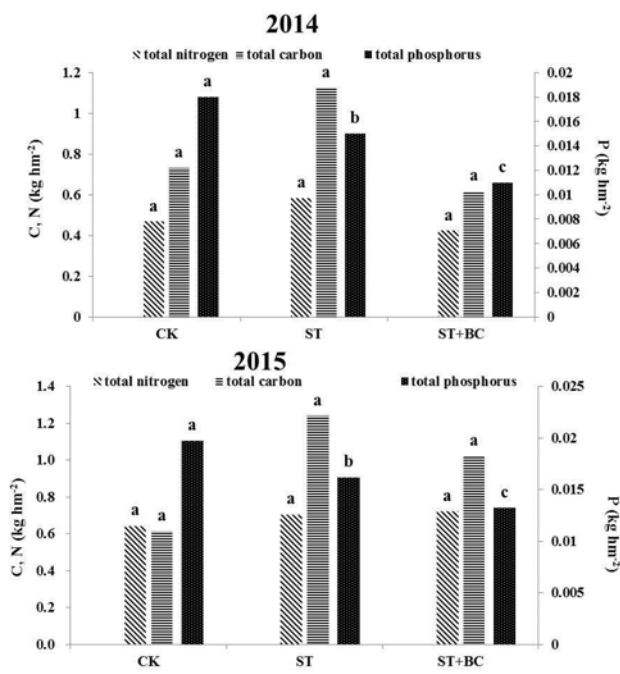 2014
total nitrogen total carbon total phosphorus
1.2
1
0.8
0.6
0.4
0.2
0
C, N (kg hm-2)
a
a
a
a
a
b
a
a
c
0.02
0.018
0.016
0.014
0.012
0.01
0.008
0.006
0.004
0.002
0
P (kg hm-2)
CK ST ST+BC
2015
total nitrogen total carbon total phosphorus
1.4
1.2
1.0
0.8
0.6
0.4
0.2
0.0
C, N (kg hm-2)
a
a
a
a
a
b
a
a
c
0.025
0.02
0.015
0.01
0.005
0
P (kg hm-2)
CK ST ST+BC